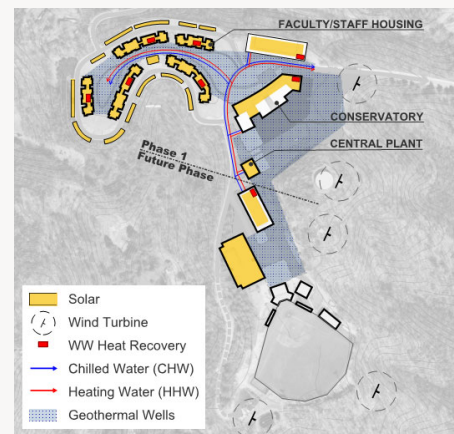 FACULTY/STAFF HOUSING
CONSERVATORY
CENTRAL PLANT
Phase 1
Future Phase
Solar
Wind Turbine
WW Heat Recovery
Chilled Water (CHW)
Heating Water (HHW)
Geothermal Wells